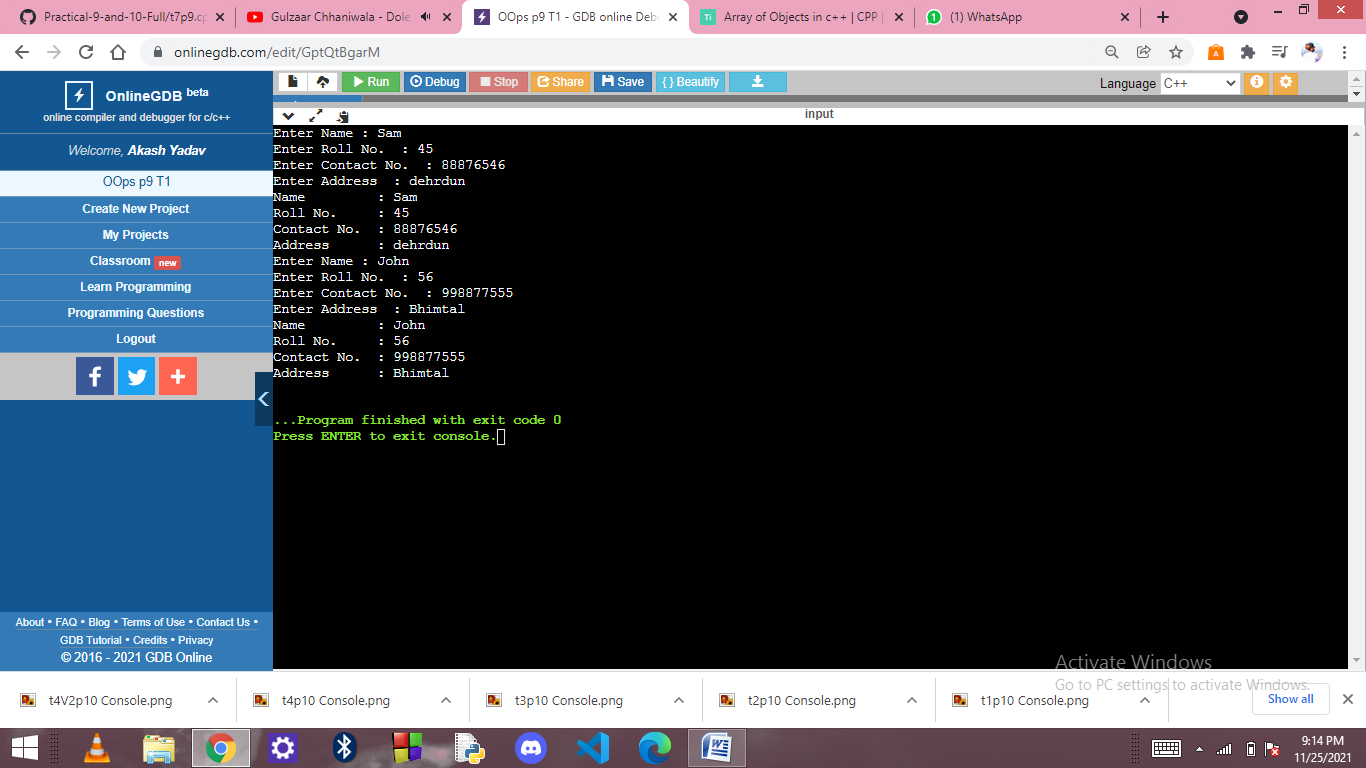 Practical-9-and-10-Full/t7p9.cp
Gulzaar Chhaniwala - Dole
OOps p9 T1 - GDB online Deb
Array of Objects in c++ | CPP
(1) WhatsApp
onlinegdb.com/edit/GptQtBgarM
OnlineGDB beta
online compiler and debugger for c/c++
Welcome, Akash Yadav
OOps p9 T1
Create New Project
My Projects
Classroom new
Learn Programming
Programming Questions
Logout
About • FAQ • Blog • Terms of Use • Contact Us •
GDB Tutorial • Credits • Privacy
© 2016 - 2021 GDB Online
Run Debug Stop Share Save { } Beautify
Language C++
input
Enter Name : Sam
Enter Roll No.  : 45
Enter Contact No.  : 88876546
Enter Address  : dehrdun
Name         : Sam
Roll No.     : 45
Contact No.  : 88876546
Address      : dehrdun
Enter Name : John
Enter Roll No.  : 56
Enter Contact No.  : 998877555
Enter Address  : Bhimtal
Name         : John
Roll No.     : 56
Contact No.  : 998877555
Address      : Bhimtal
...Program finished with exit code 0
Press ENTER to exit console.
Activate Windows
Go to PC settings to activate Windows.
t4V2p10 Console.png
t4p10 Console.png
t3p10 Console.png
t2p10 Console.png
t1p10 Console.png
Show all
9:14 PM
11/25/2021